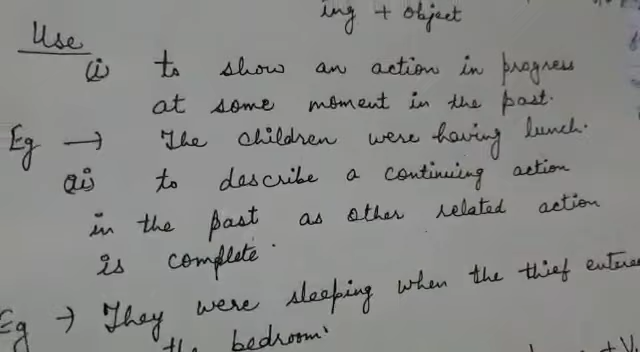 ing + object
Use
(i) to show an action in progress
at some moment in the past.
Eg → The children were having lunch.
(ii) to describe a continuing action
in the past as other related action
is complete.
Eg → They were sleeping when the thief entered
the bedroom.
+ V